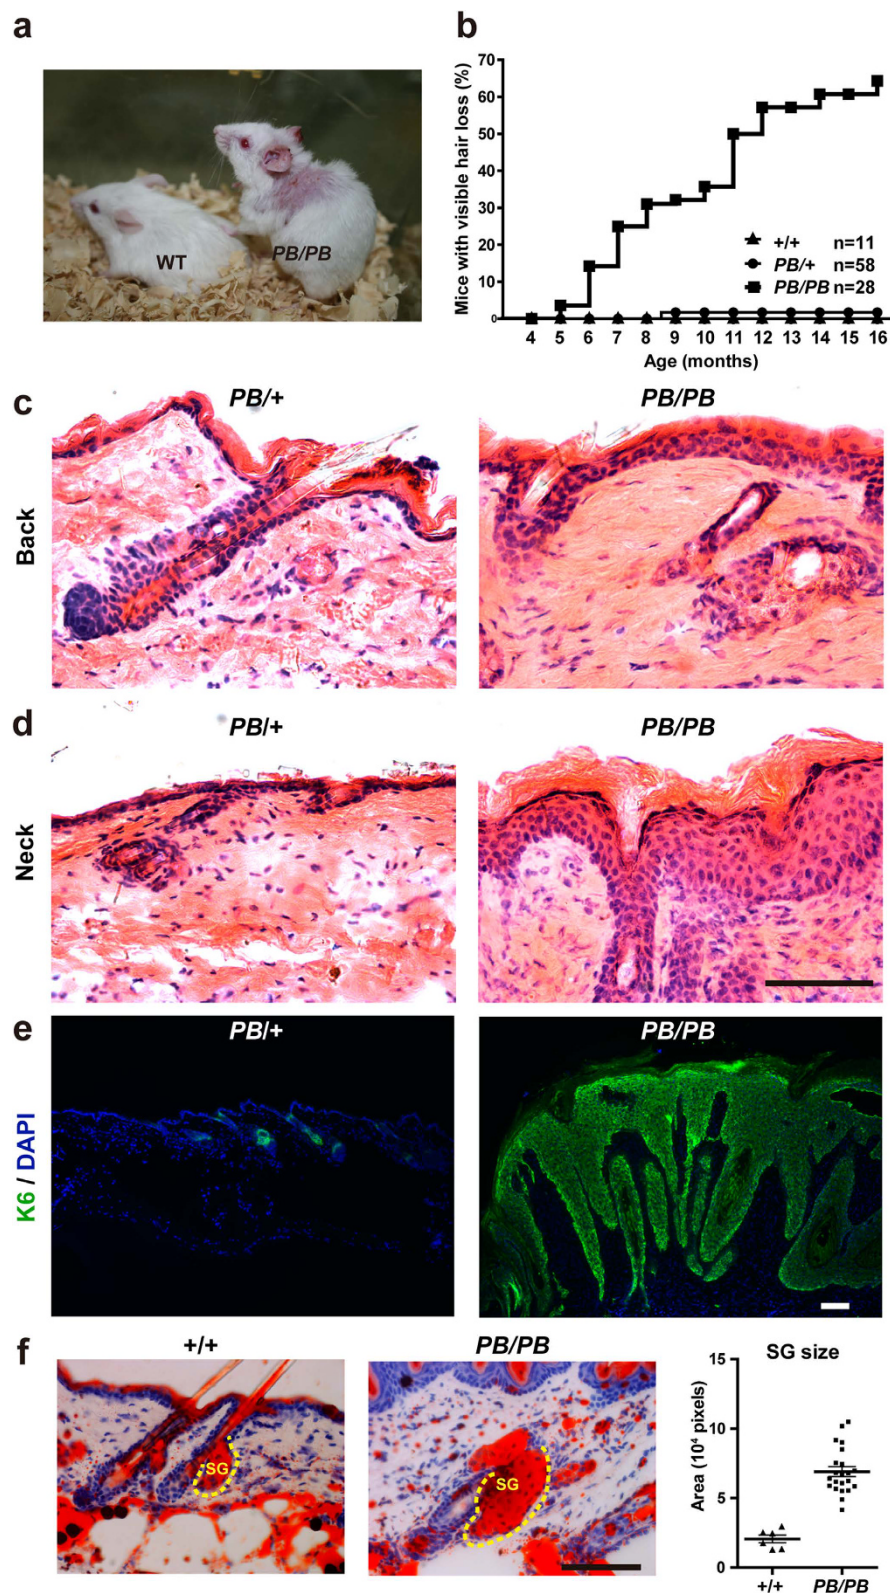 a
WT
PB/PB
b
Mice with visible hair loss (%)
70
60
50
40
30
20
10
0
+/+ n=11
PB/+ n=58
PB/PB n=28
4 5 6 7 8 9 10 11 12 13 14 15 16
Age (months)
c
PB/+
PB/PB
Back
d
PB/+
PB/PB
Neck
e
PB/+
PB/PB
K6 / DAPI
f
+/+
SG
PB/PB
SG
SG size
Area (10⁴ pixels)
15
10
5
0
+/+ PB/PB